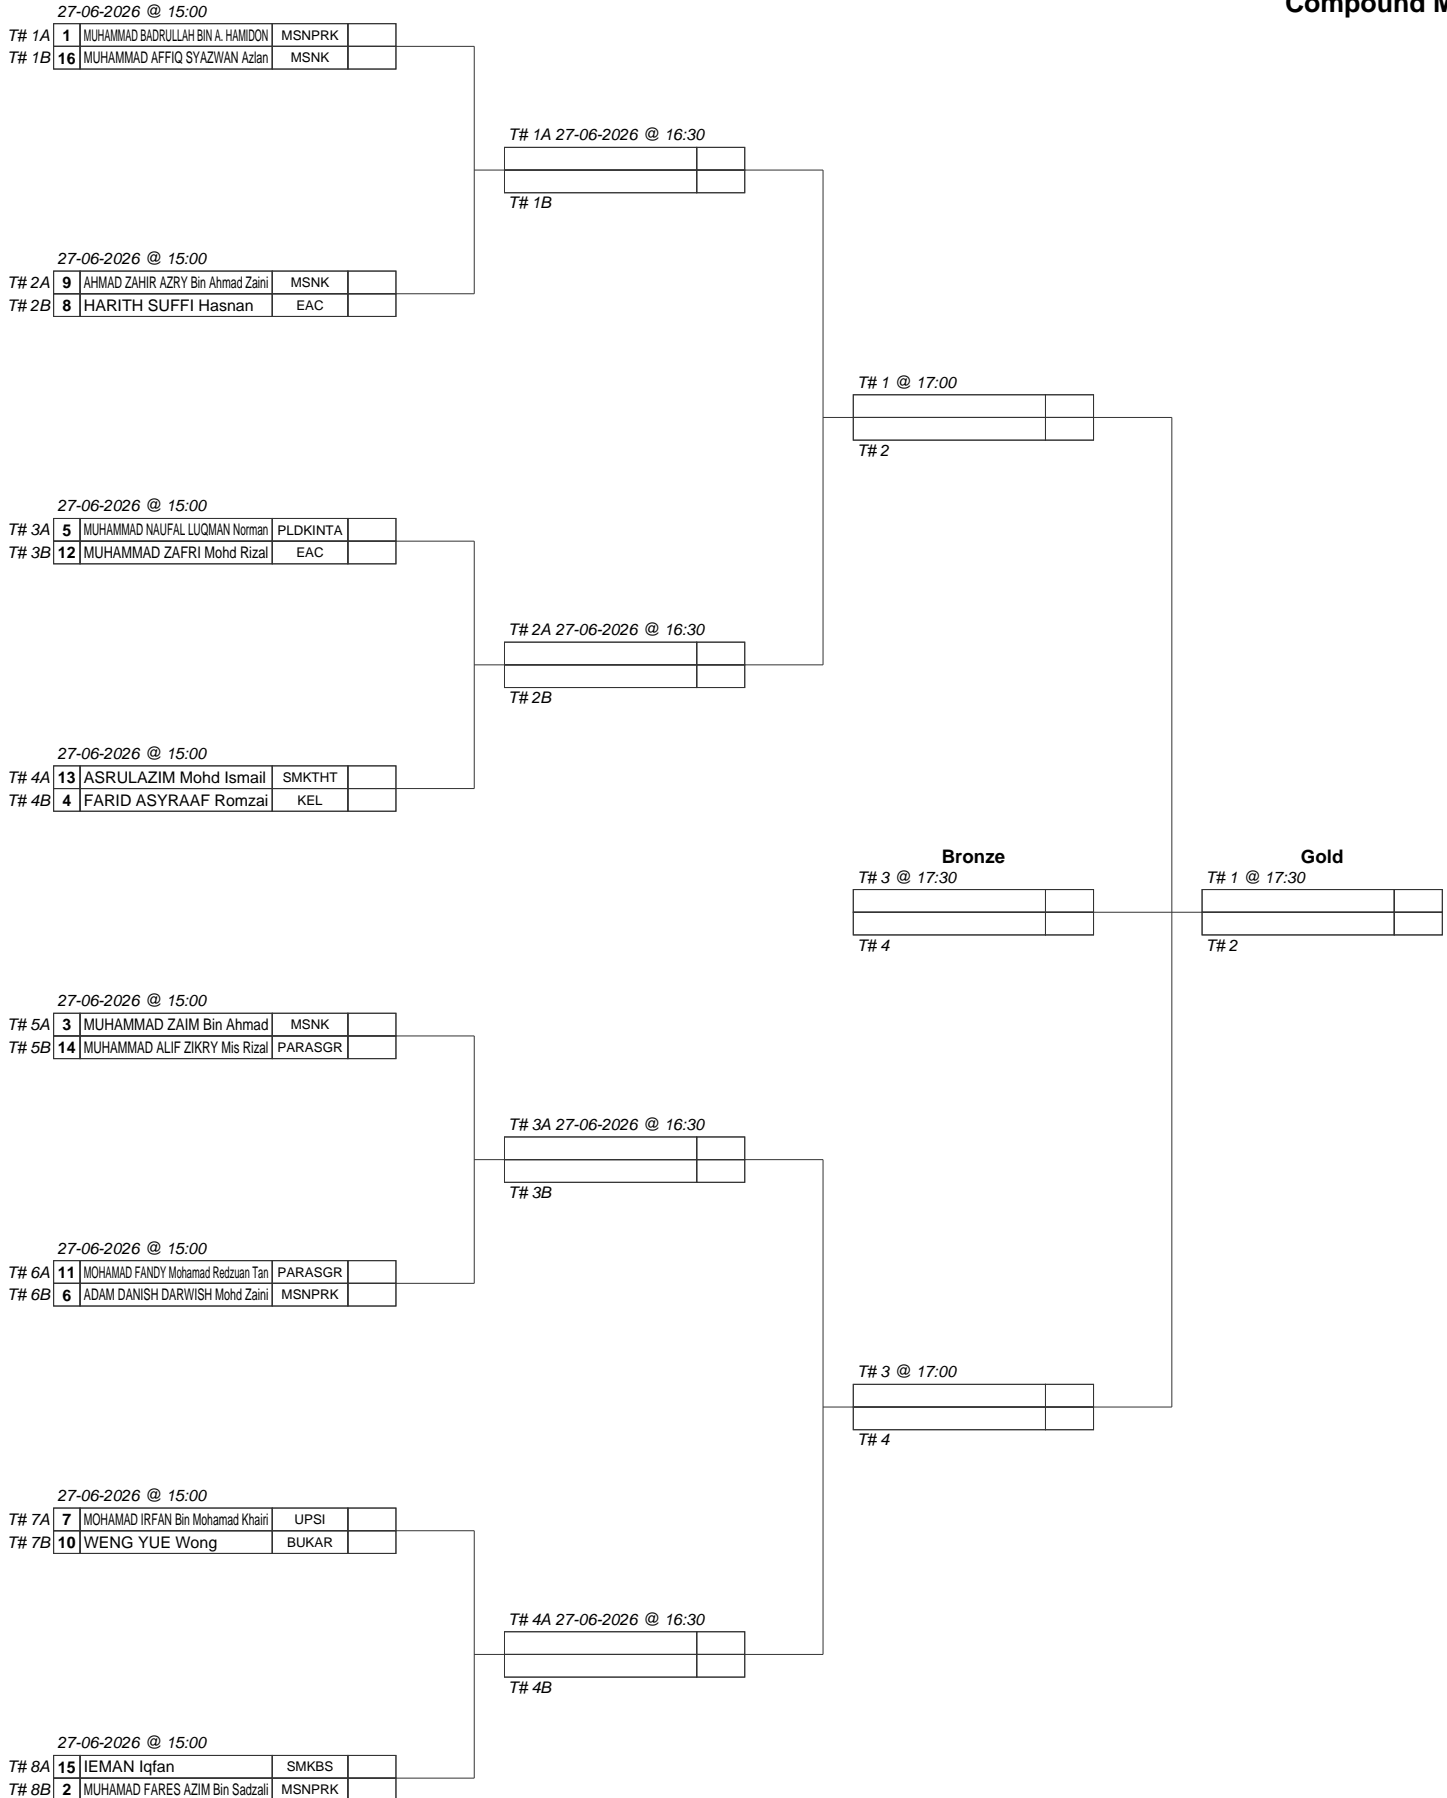 Compound M
27-06-2026 @ 15:00
T# 1A 1 MUHAMMAD BADRULLAH BIN A. HAMIDON MSNPRK
T# 1B 16 MUHAMMAD AFFIQ SYAZWAN Azlan MSNK
T# 1A 27-06-2026 @ 16:30
T# 1B
27-06-2026 @ 15:00
T# 2A 9 AHMAD ZAHIR AZRY Bin Ahmad Zaini MSNK
T# 2B 8 HARITH SUFFI Hasnan EAC
T# 1 @ 17:00
T# 2
27-06-2026 @ 15:00
T# 3A 5 MUHAMMAD NAUFAL LUQMAN Norman PLDKINTA
T# 3B 12 MUHAMMAD ZAFRI Mohd Rizal EAC
T# 2A 27-06-2026 @ 16:30
T# 2B
27-06-2026 @ 15:00
T# 4A 13 ASRULAZIM Mohd Ismail SMKTHT
T# 4B 4 FARID ASYRAAF Romzai KEL
Bronze Gold
T# 3 @ 17:30 T# 1 @ 17:30
T# 4 T# 2
27-06-2026 @ 15:00
T# 5A 3 MUHAMMAD ZAIM Bin Ahmad MSNK
T# 5B 14 MUHAMMAD ALIF ZIKRY Mis Rizal PARASGR
T# 3A 27-06-2026 @ 16:30
T# 3B
27-06-2026 @ 15:00
T# 6A 11 MOHAMAD FANDY Mohamad Redzuan Tan PARASGR
T# 6B 6 ADAM DANISH DARWISH Mohd Zaini MSNPRK
T# 3 @ 17:00
T# 4
27-06-2026 @ 15:00
T# 7A 7 MOHAMAD IRFAN Bin Mohamad Khairi UPSI
T# 7B 10 WENG YUE Wong BUKAR
T# 4A 27-06-2026 @ 16:30
T# 4B
27-06-2026 @ 15:00
T# 8A 15 IEMAN Iqfan SMKBS
T# 8B 2 MUHAMAD FARES AZIM Bin Sadzali MSNPRK